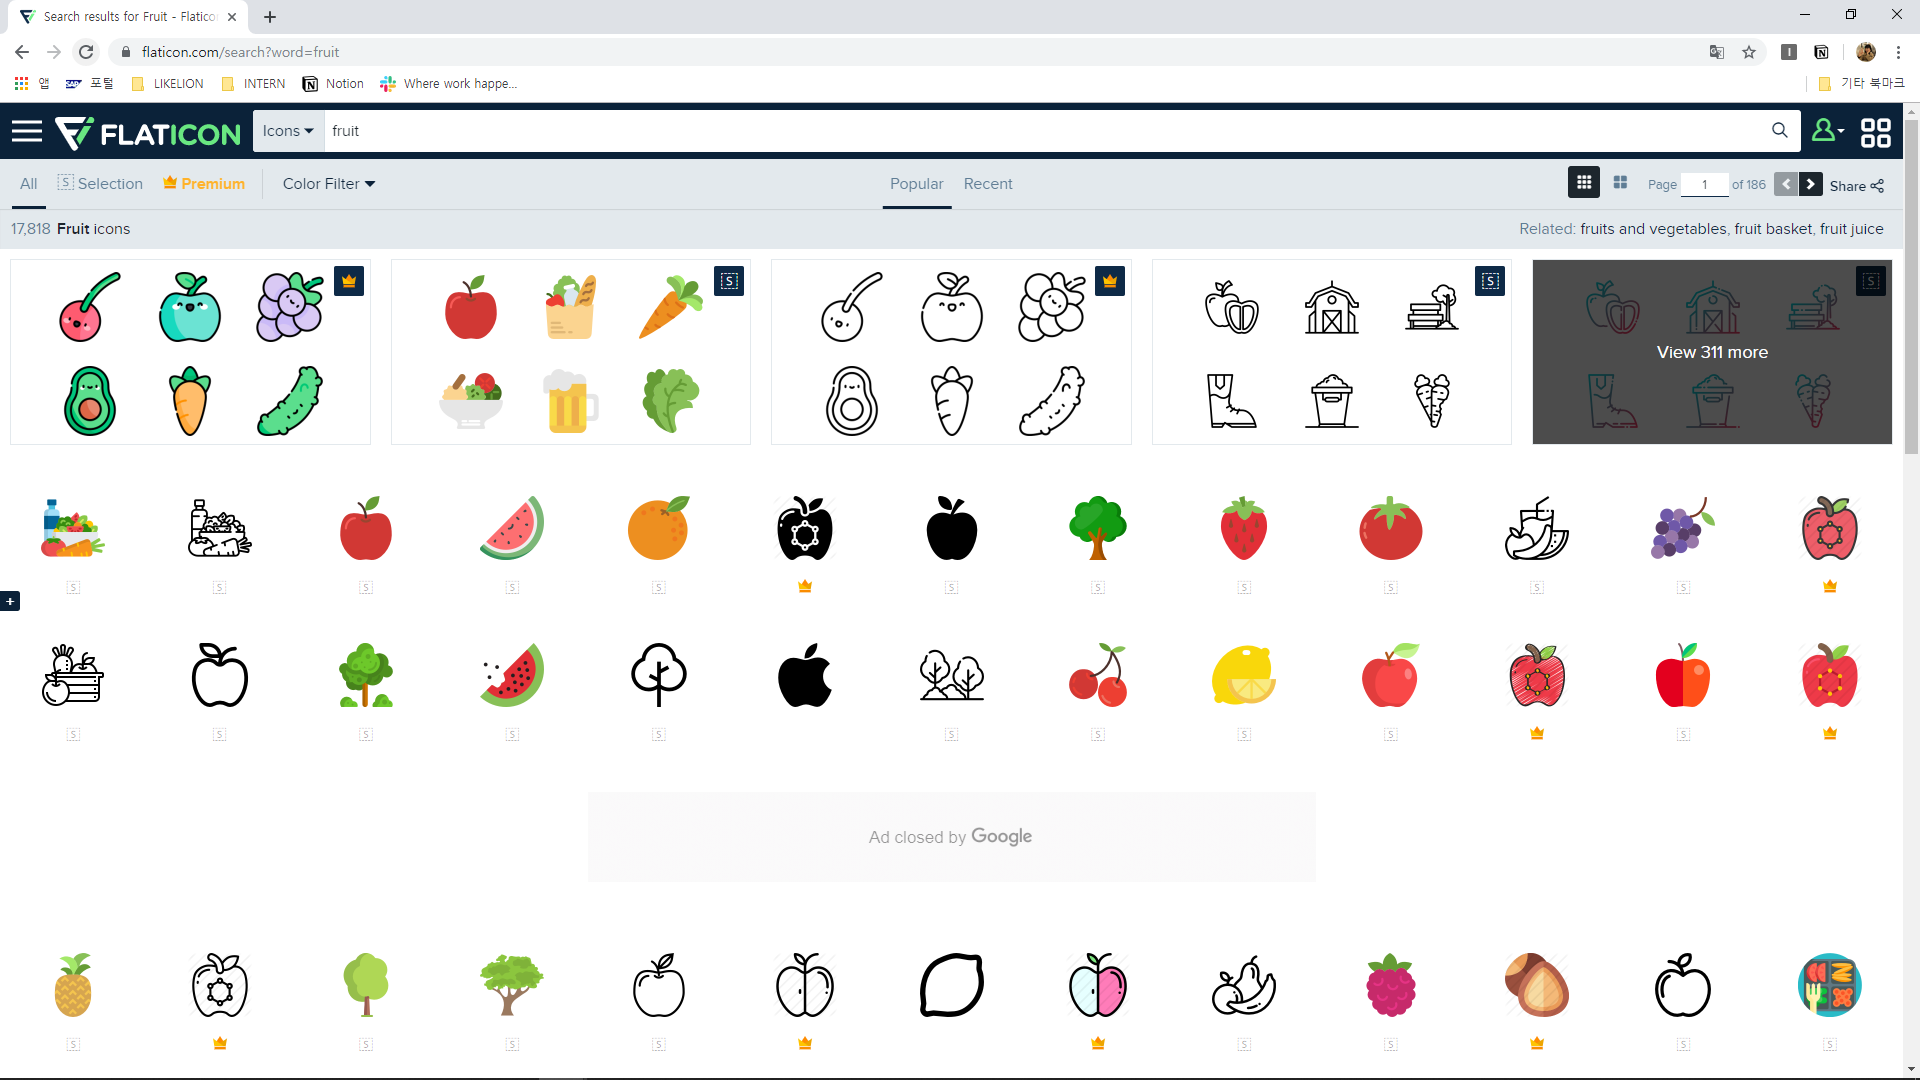 Search results for Fruit - Flatico
flaticon.com/search?word=fruit
앱 SAP 포털 LIKELION INTERN Notion Where work happe... 기타 북마크
FLATICON Icons fruit
All Selection Premium Color Filter Popular Recent Page 1 of 186 Share
17,818 Fruit icons Related: fruits and vegetables, fruit basket, fruit juice
View 311 more
Ad closed by Google